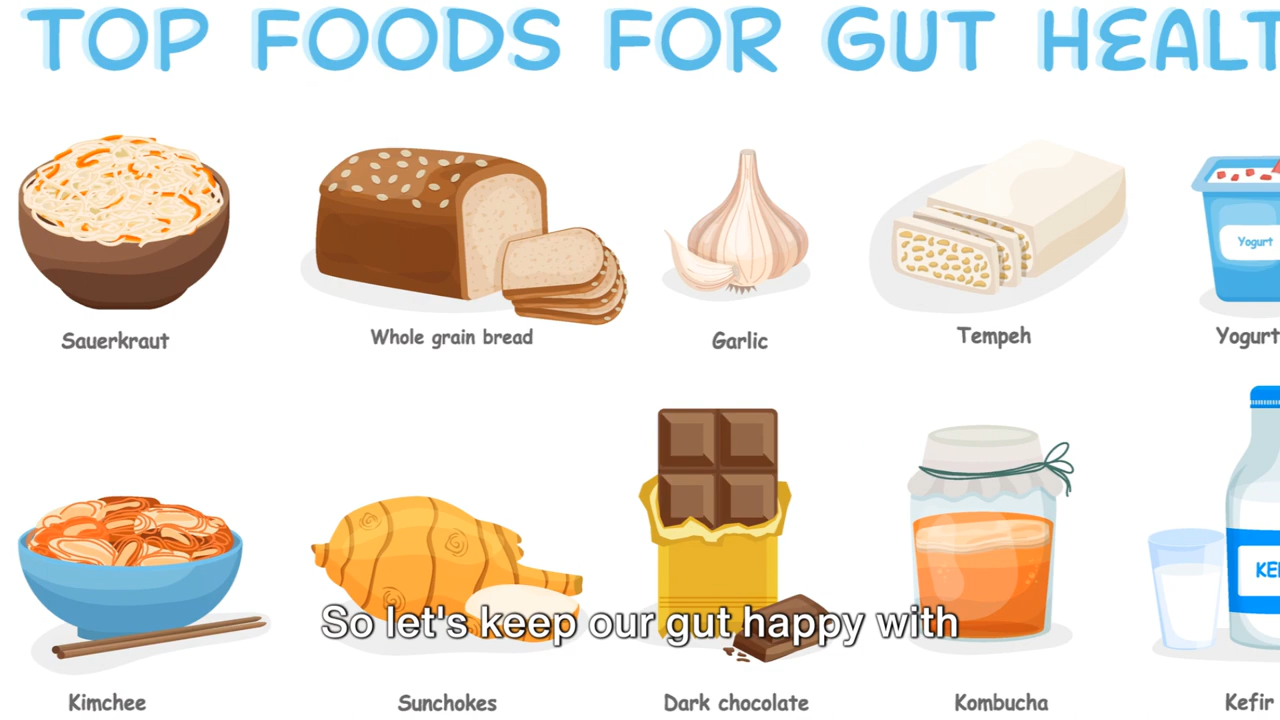 TOP FOODS FOR GUT HEALT
Sauerkraut
Whole grain bread
Garlic
Tempeh
Yogurt
Yogurt
KE
So let's keep our gut happy with
Kimchee
Sunchokes
Dark chocolate
Kombucha
Kefir